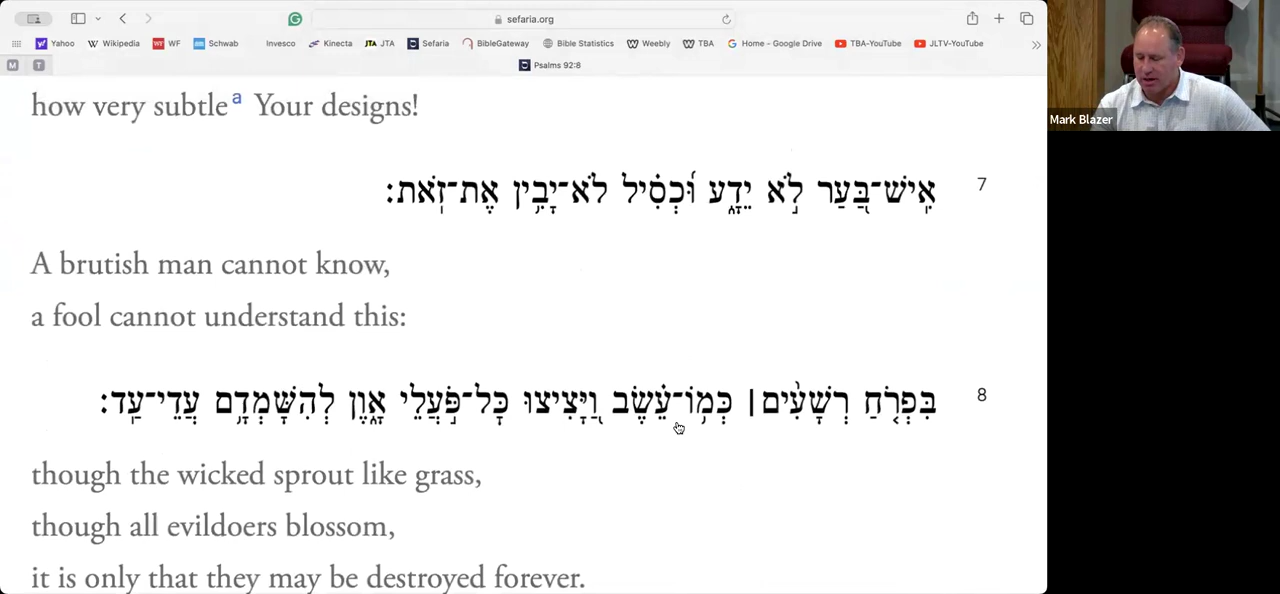 sefaria.org
Yahoo Wikipedia WF Schwab Invesco Kinecta JTA Sefaria BibleGateway Bible Statistics Weebly TBA Home - Google Drive TBA-YouTube JLTV-YouTube
M T Psalms 92:8
how very subtle a Your designs!
7
אִֽישׁ־בַּ֭עַר לֹ֣א יֵדָ֑ע וּ֝כְסִ֗יל לֹא־יָבִ֥ין אֶת־זֹֽאת׃
A brutish man cannot know,
a fool cannot understand this:
8
בִּפְרֹ֤חַ רְשָׁעִ֨ים ׀ כְּמ֥וֹ־עֵ֗שֶׂב וַ֭יָּצִיצוּ כׇּל־פֹּ֣עֲלֵי אָ֑וֶן לְהִשָּׁמְדָ֥ם עֲדֵי־עַֽד׃
though the wicked sprout like grass,
though all evildoers blossom,
it is only that they may be destroyed forever.
Mark Blazer